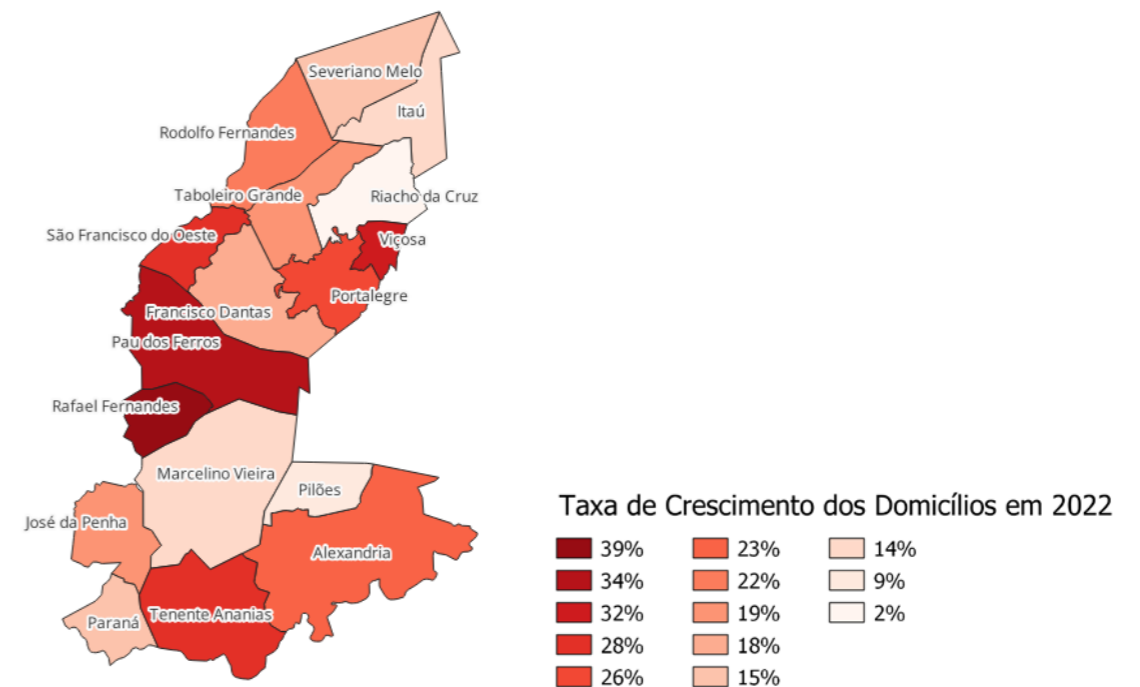 Severiano Melo
Itaú
Rodolfo Fernandes
Taboleiro Grande
Riacho da Cruz
São Francisco do Oeste
Viçosa
Portalegre
Francisco Dantas
Pau dos Ferros
Rafael Fernandes
Marcelino Vieira
Pilões
José da Penha
Alexandria
Paraná
Tenente Ananias
Taxa de Crescimento dos Domicílios em 2022
39%
34%
32%
28%
26%
23%
22%
19%
18%
15%
14%
9%
2%